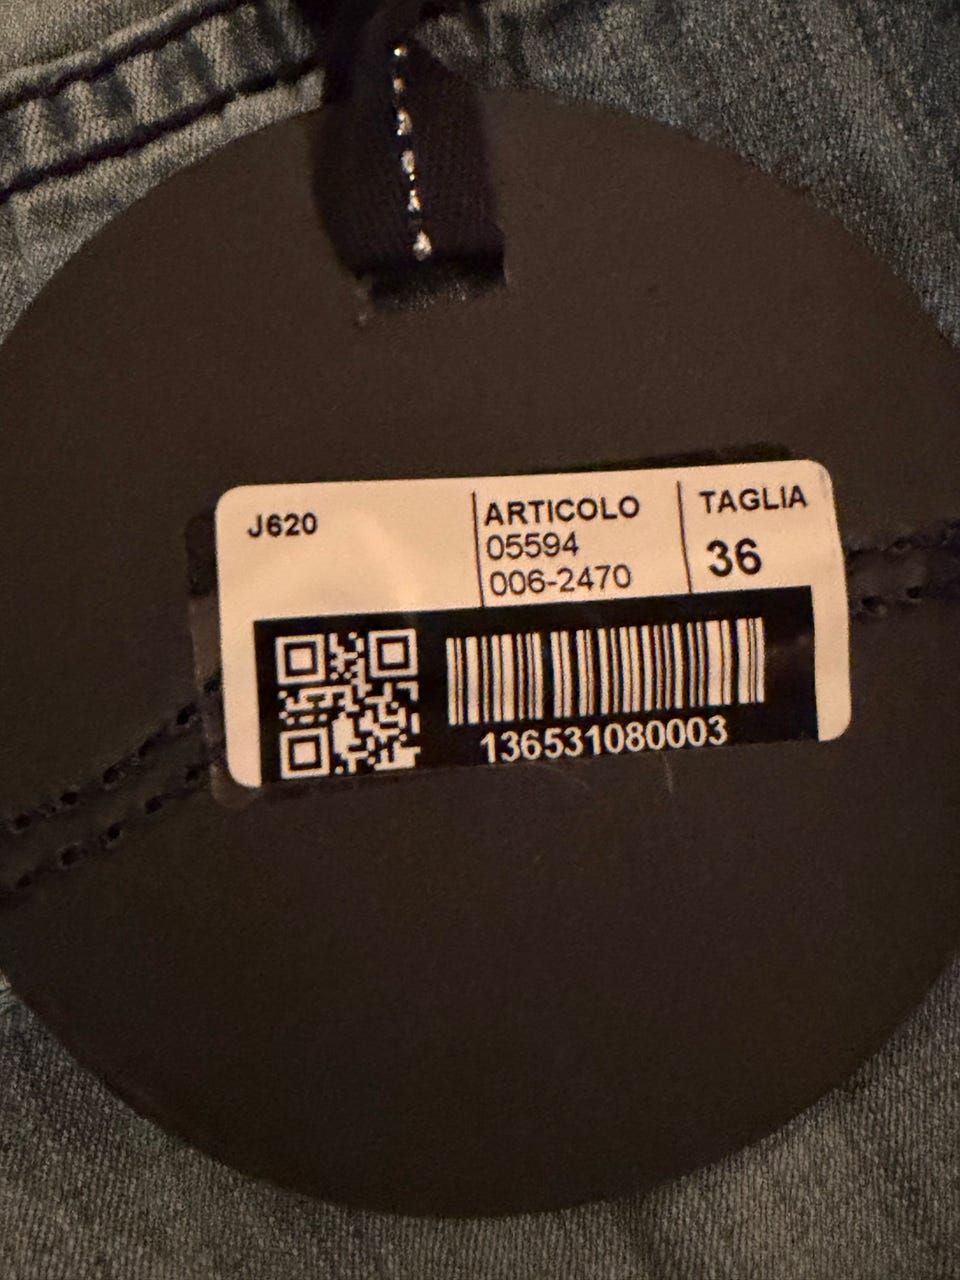 J620
ARTICOLO
05594
006-2470
TAGLIA
36
136531080003